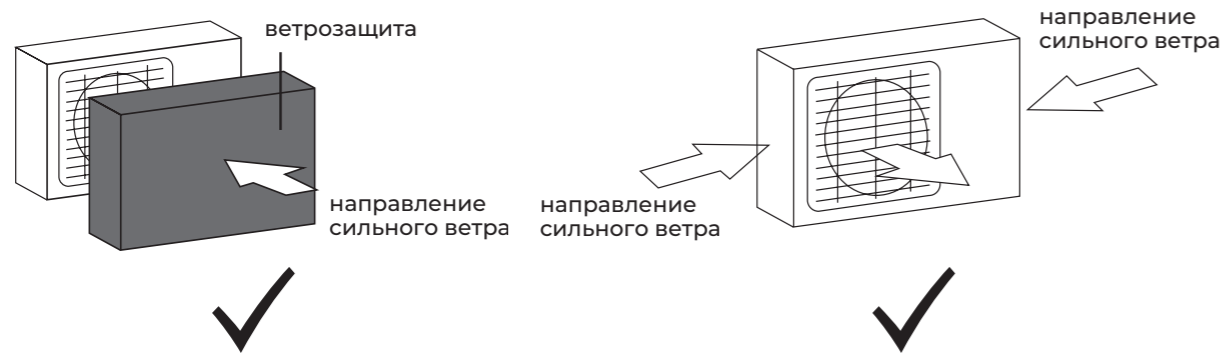 ветрозащита
направление
сильного ветра
направление
сильного ветра
направление
сильного ветра